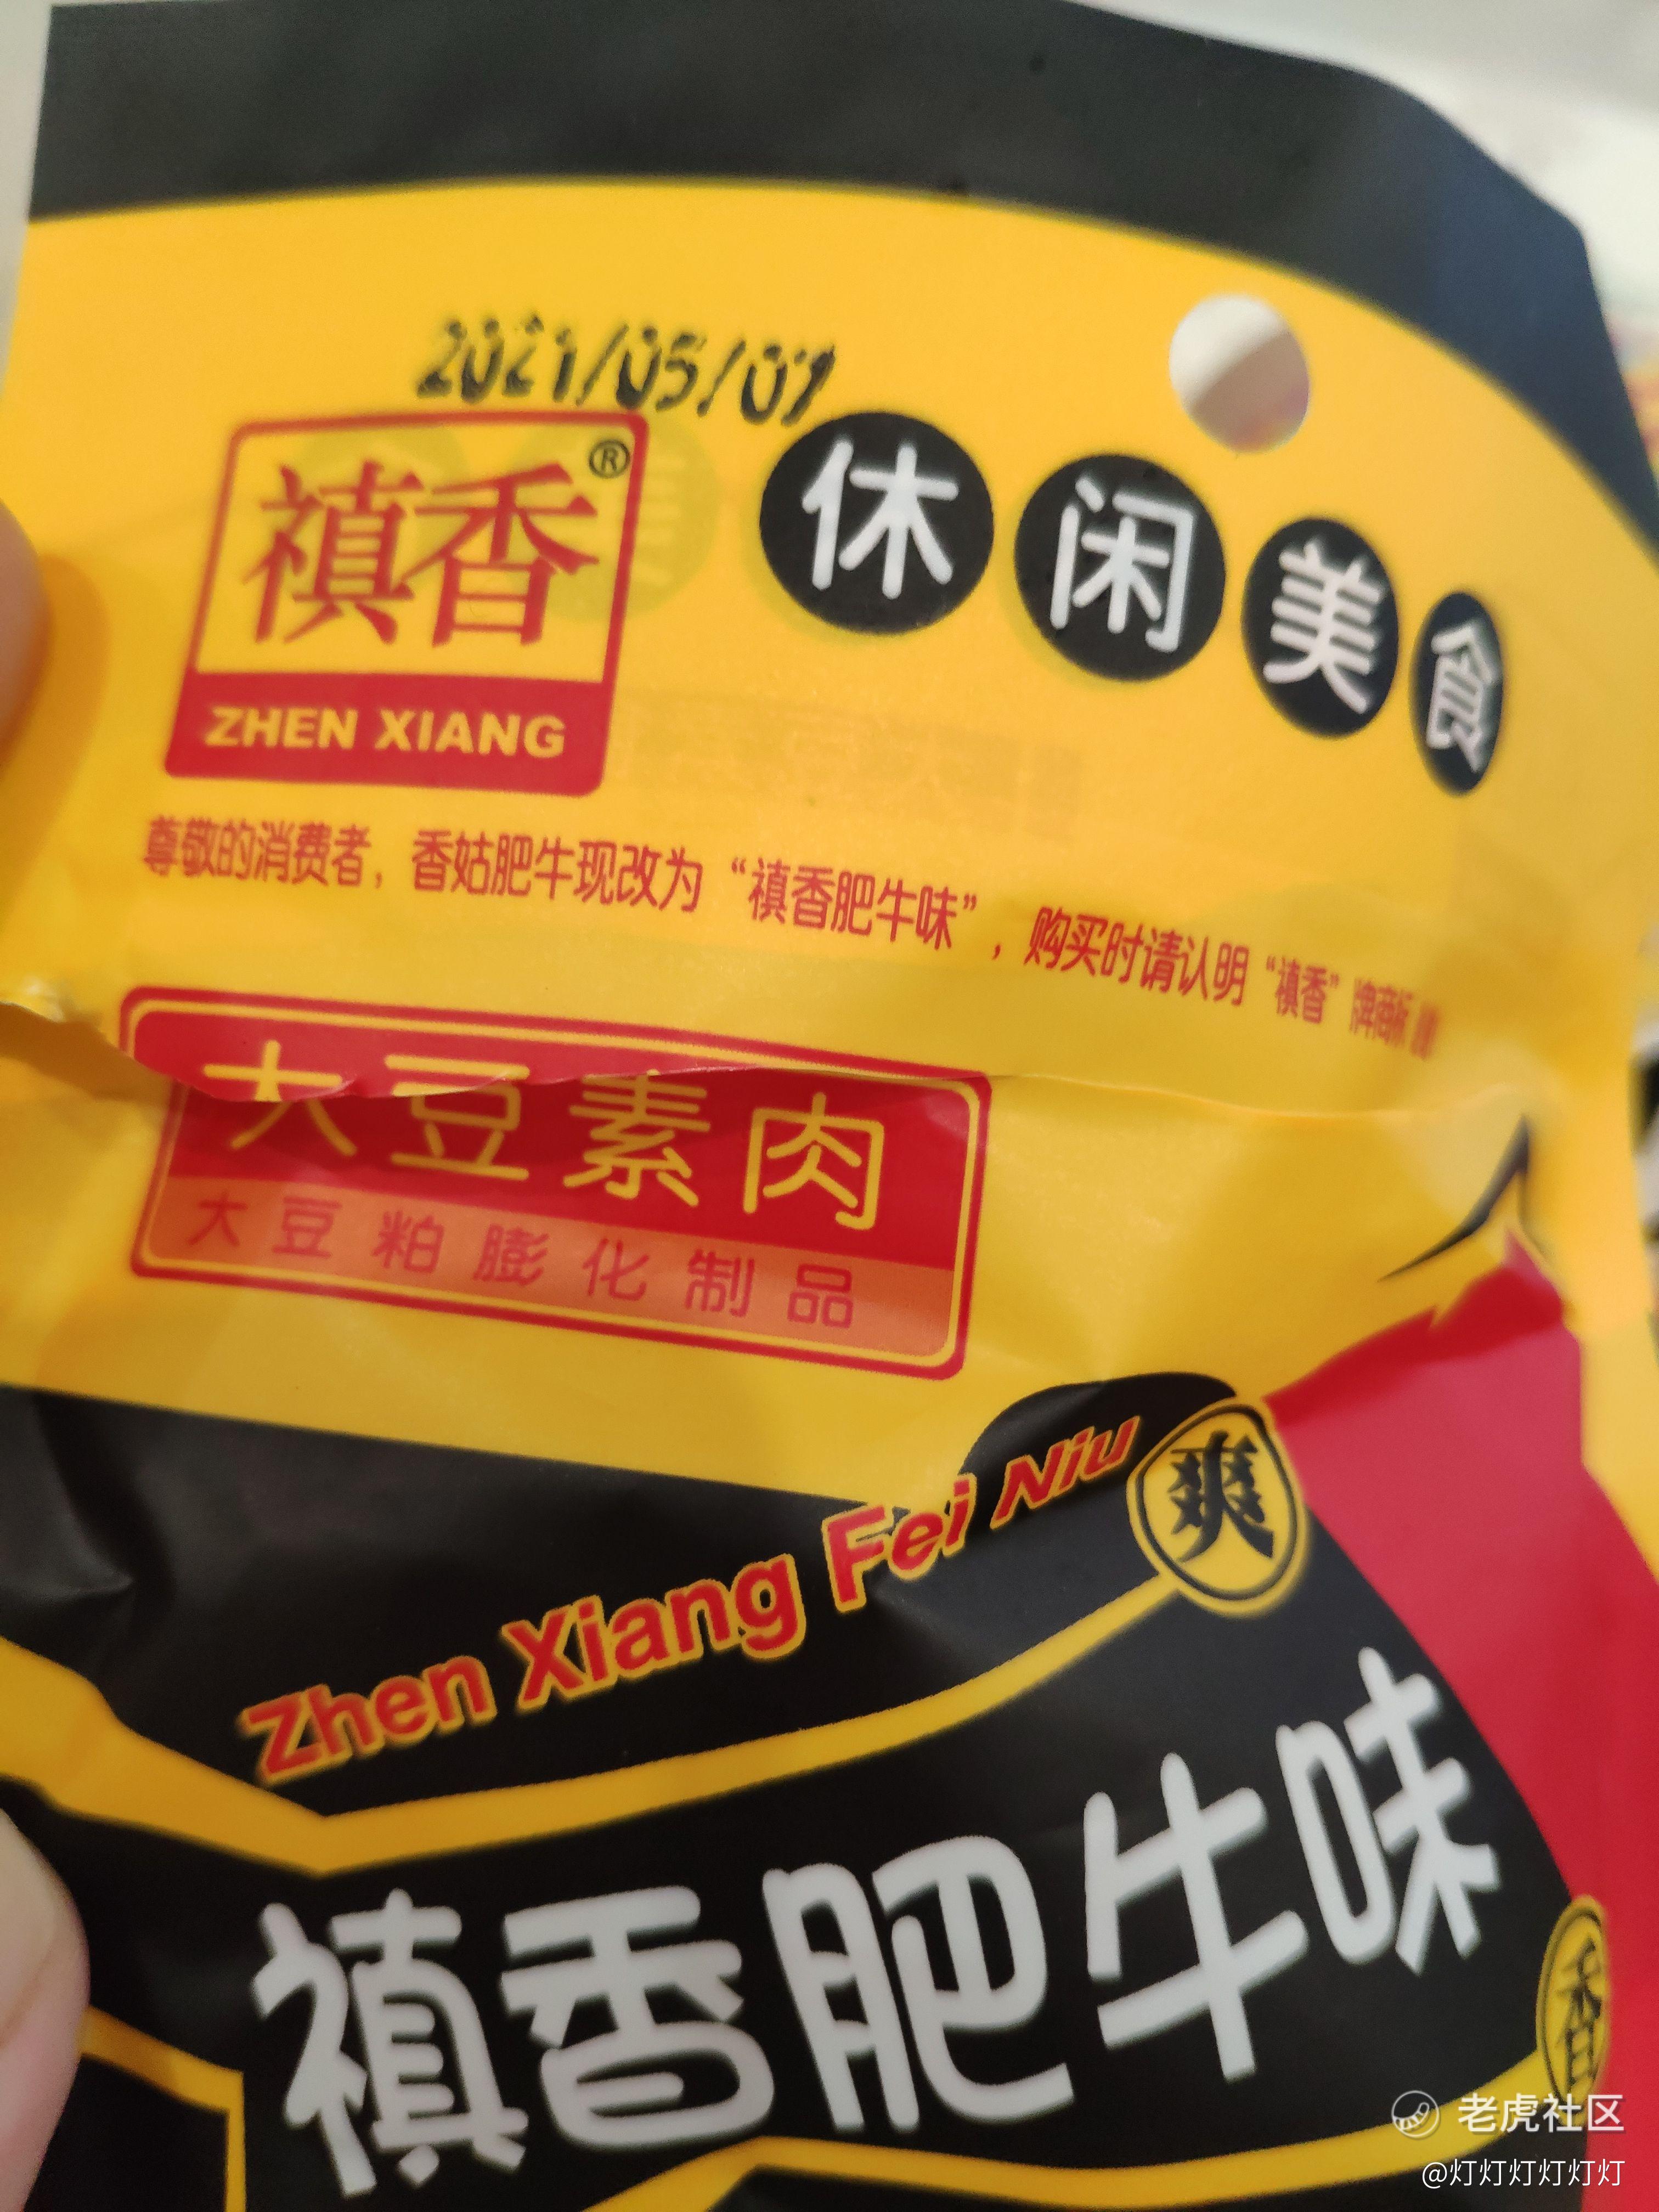 2021/05/01
禛香®
ZHEN XIANG
休闲美食
尊敬的消费者，香姑肥牛现改为“禛香肥牛味”，购买时请认明“禛香”牌商标
大豆素肉
大豆粕膨化制品
Zhen Xiang Fei Niu
爽
禛香肥牛味
香
老虎社区
@灯灯灯灯灯灯